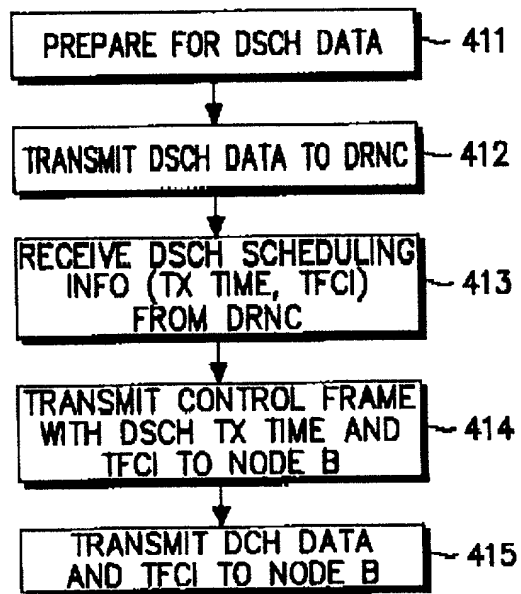 PREPARE FOR DSCH DATA
411
TRANSMIT DSCH DATA TO DRNC
412
RECEIVE DSCH SCHEDULING
INFO (TX TIME, TFCI)
FROM DRNC
413
TRANSMIT CONTROL FRAME
WITH DSCH TX TIME AND
TFCI TO NODE B
414
TRANSMIT DCH DATA
AND TFCI TO NODE B
415